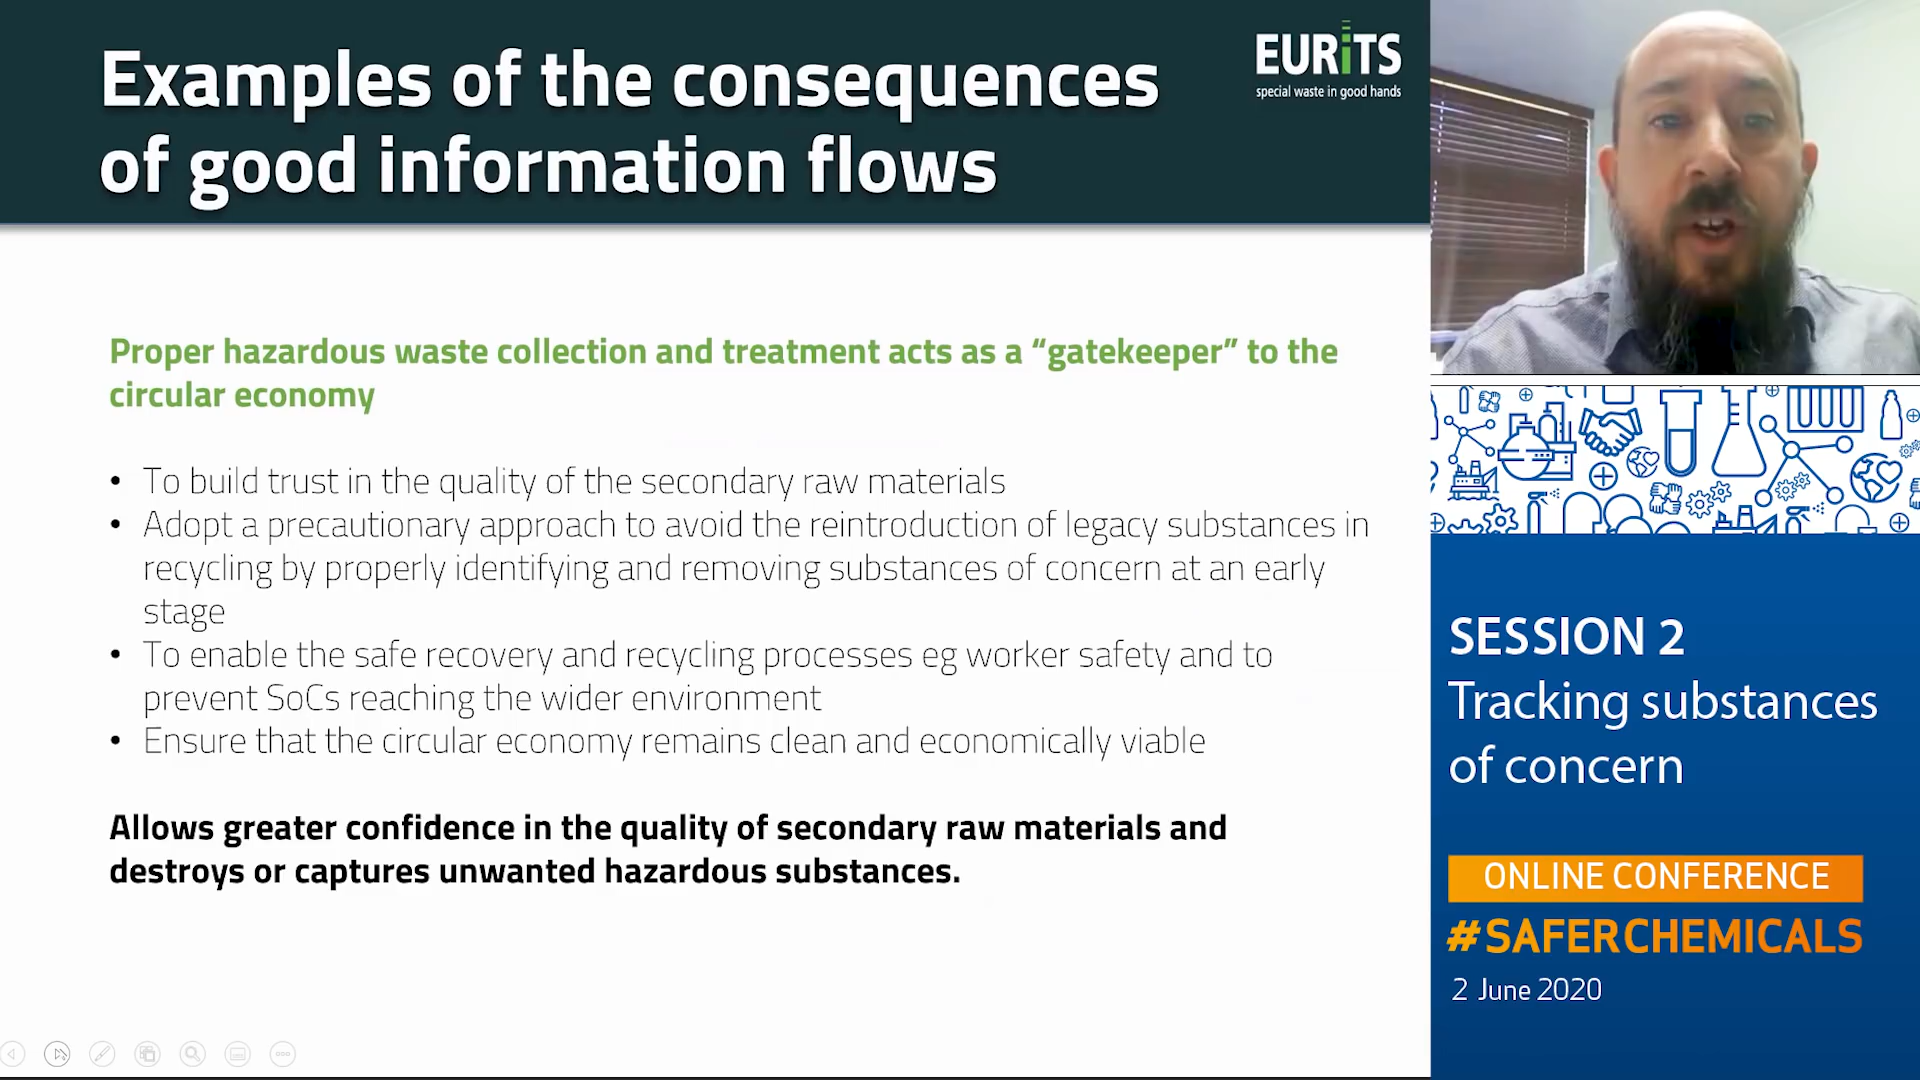 Examples of the consequences
of good information flows
EURiTS
special waste in good hands
Proper hazardous waste collection and treatment acts as a “gatekeeper” to the
circular economy
• To build trust in the quality of the secondary raw materials
• Adopt a precautionary approach to avoid the reintroduction of legacy substances in
recycling by properly identifying and removing substances of concern at an early
stage
• To enable the safe recovery and recycling processes eg worker safety and to
prevent SoCs reaching the wider environment
• Ensure that the circular economy remains clean and economically viable
Allows greater confidence in the quality of secondary raw materials and
destroys or captures unwanted hazardous substances.
SESSION 2
Tracking substances
of concern
ONLINE CONFERENCE
#SAFERCHEMICALS
2 June 2020